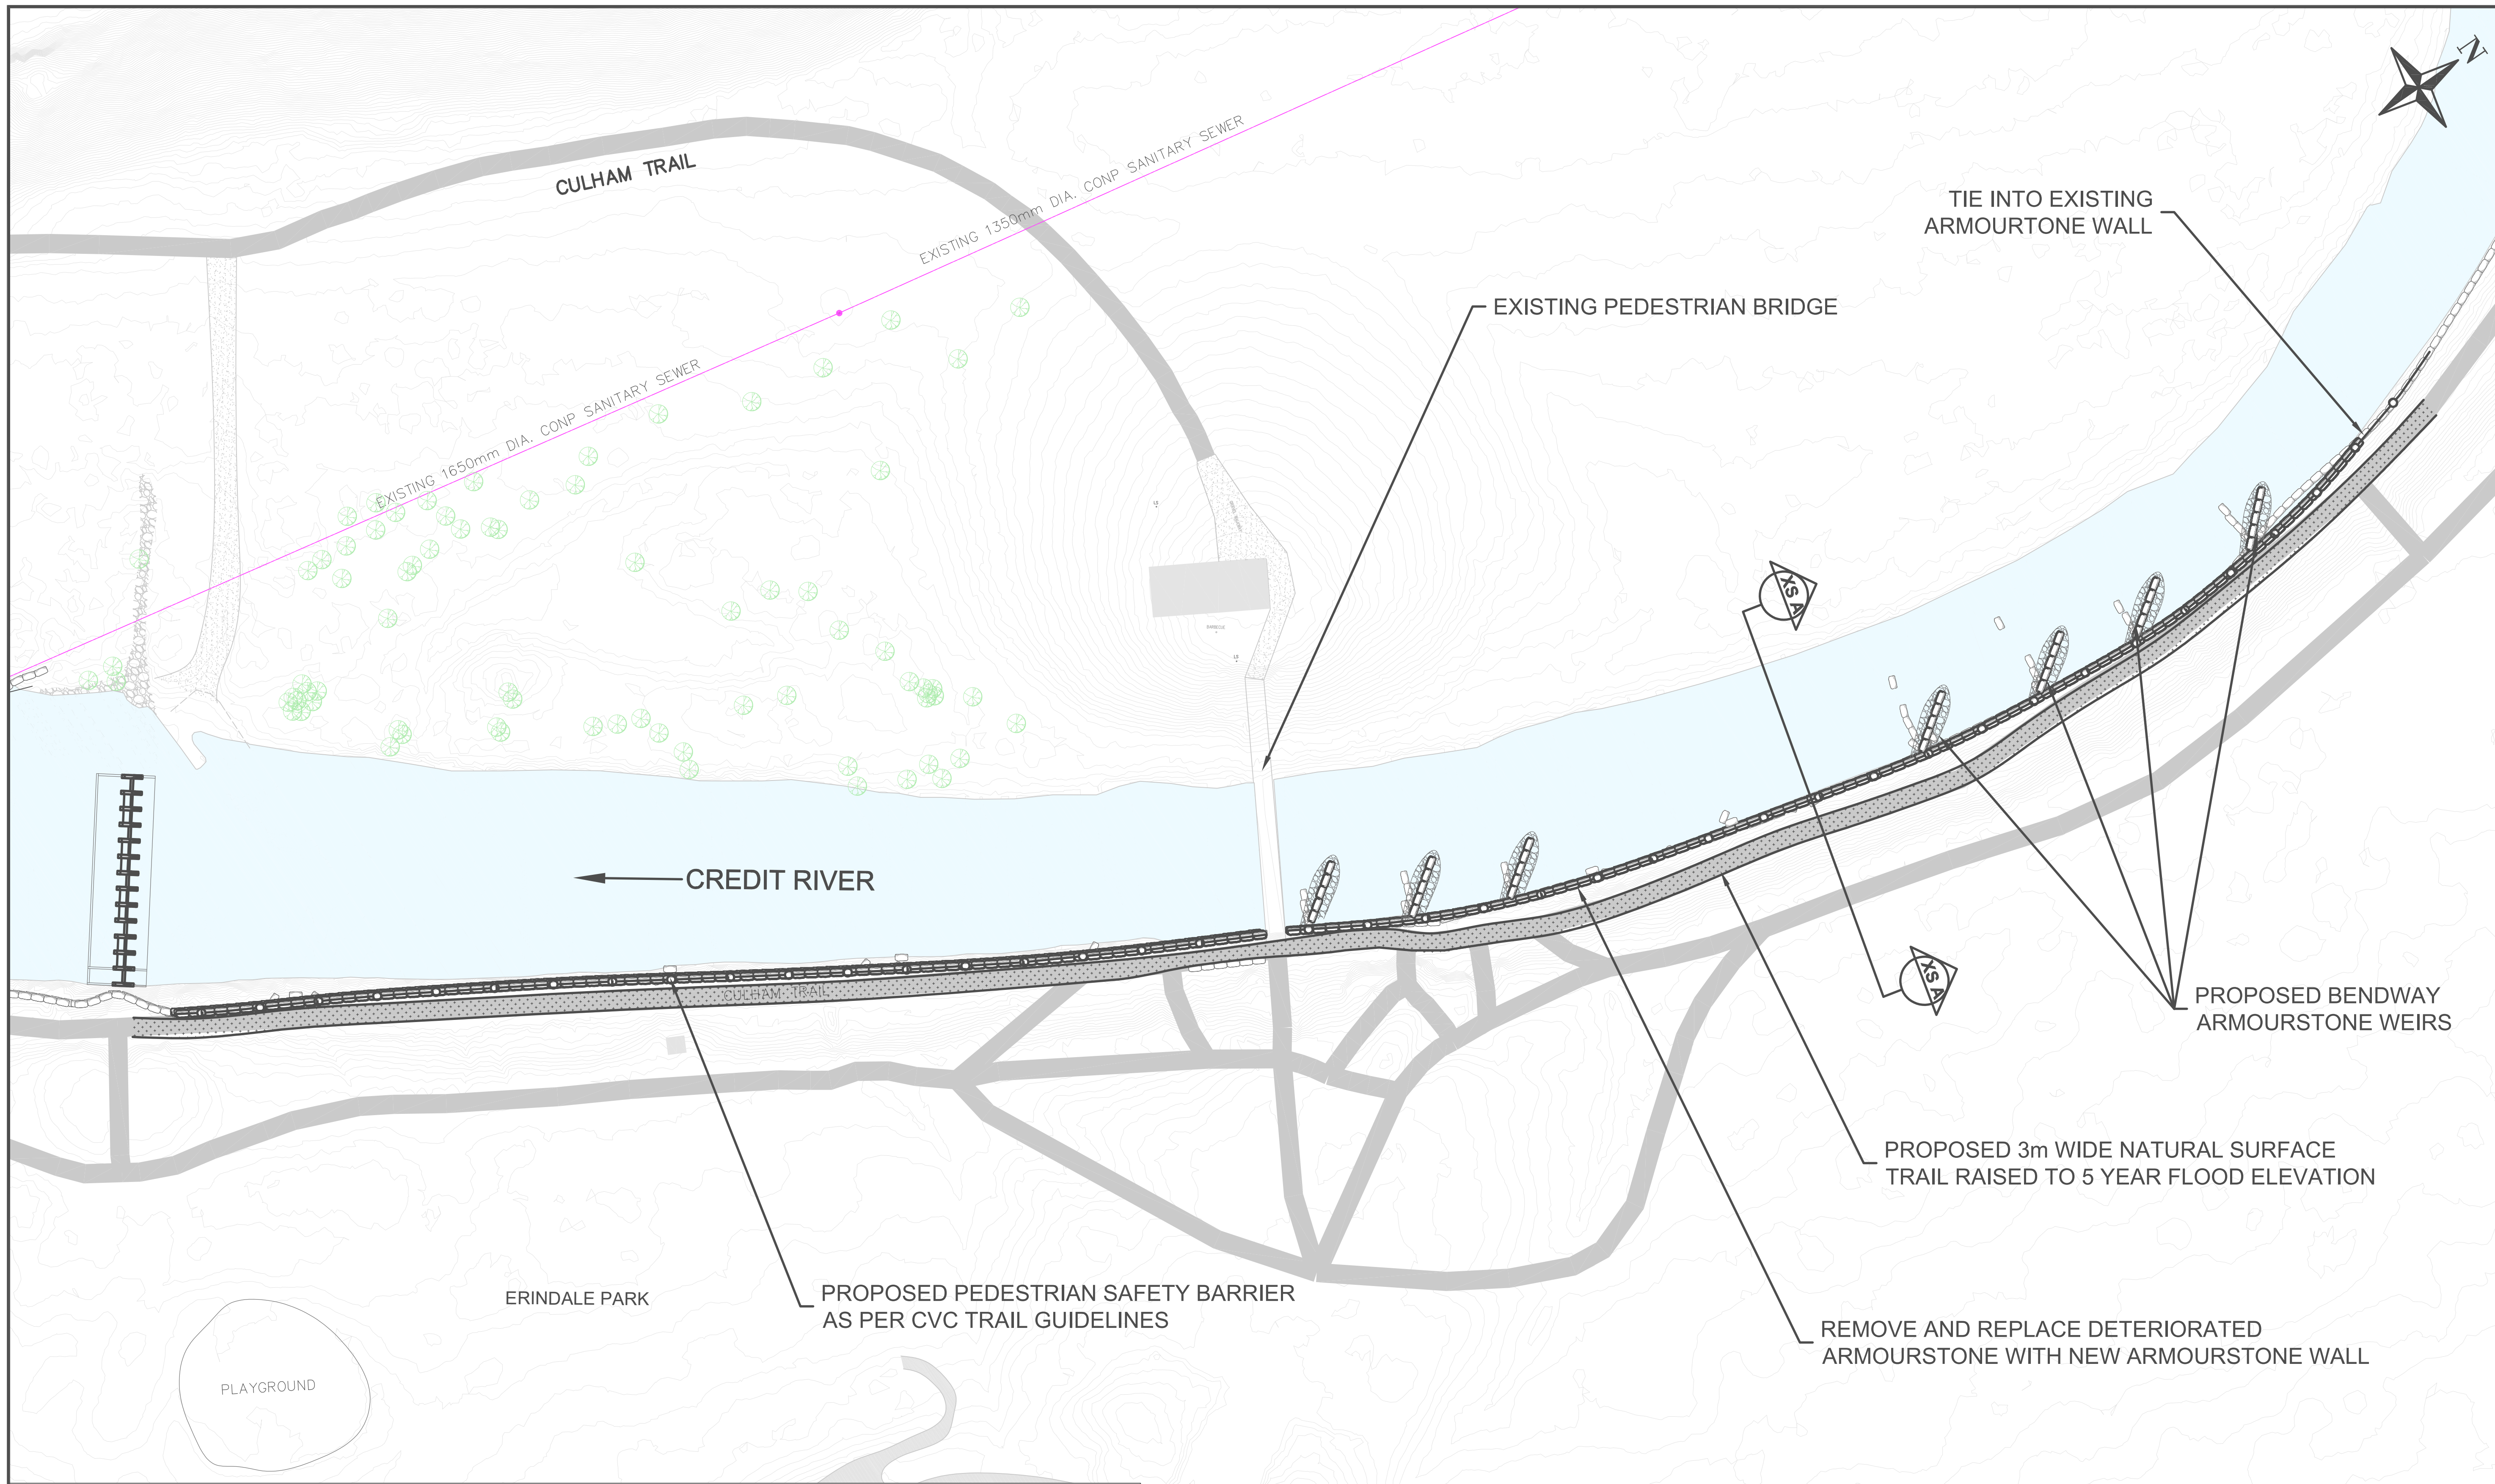 N
CULHAM TRAIL
EXISTING 1350mm DIA. CONP SANITARY SEWER
TIE INTO EXISTING
ARMOURTONE WALL
EXISTING PEDESTRIAN BRIDGE
EXISTING 1650mm DIA. CONP SANITARY SEWER
LS
BARBECUE
LS
XS A
CREDIT RIVER
XS A
CULHAM TRAIL
PROPOSED BENDWAY
ARMOURSTONE WEIRS
PROPOSED 3m WIDE NATURAL SURFACE
TRAIL RAISED TO 5 YEAR FLOOD ELEVATION
ERINDALE PARK
PROPOSED PEDESTRIAN SAFETY BARRIER
AS PER CVC TRAIL GUIDELINES
REMOVE AND REPLACE DETERIORATED
ARMOURSTONE WITH NEW ARMOURSTONE WALL
PLAYGROUND